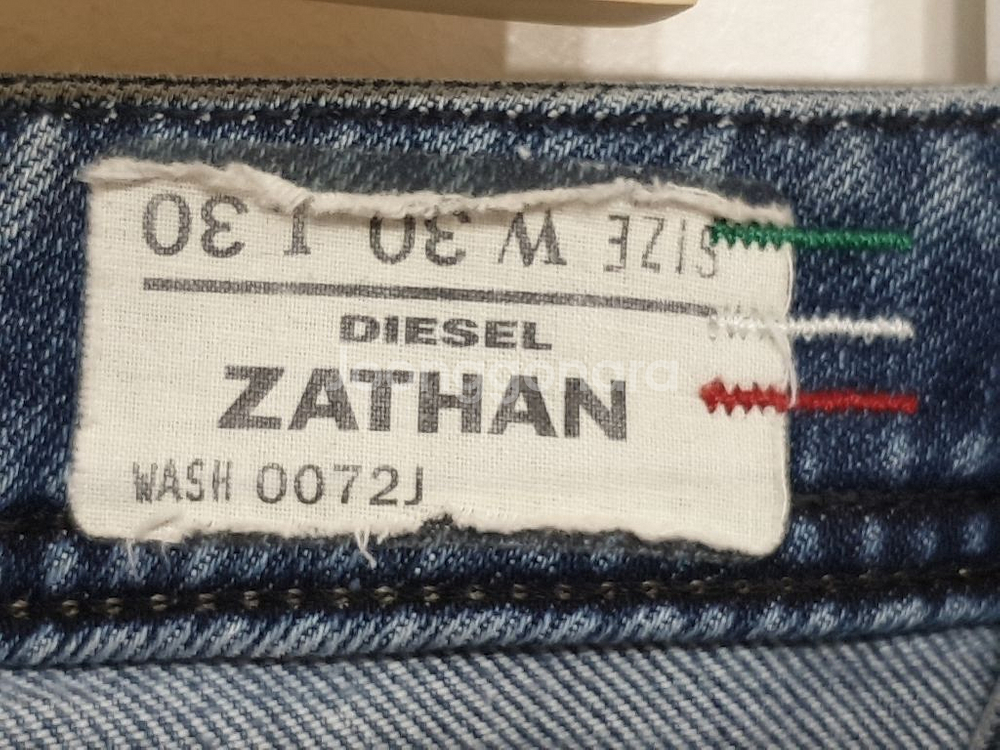 SIZE W 30 L 30
DIESEL
ZATHAN
WASH 0072J